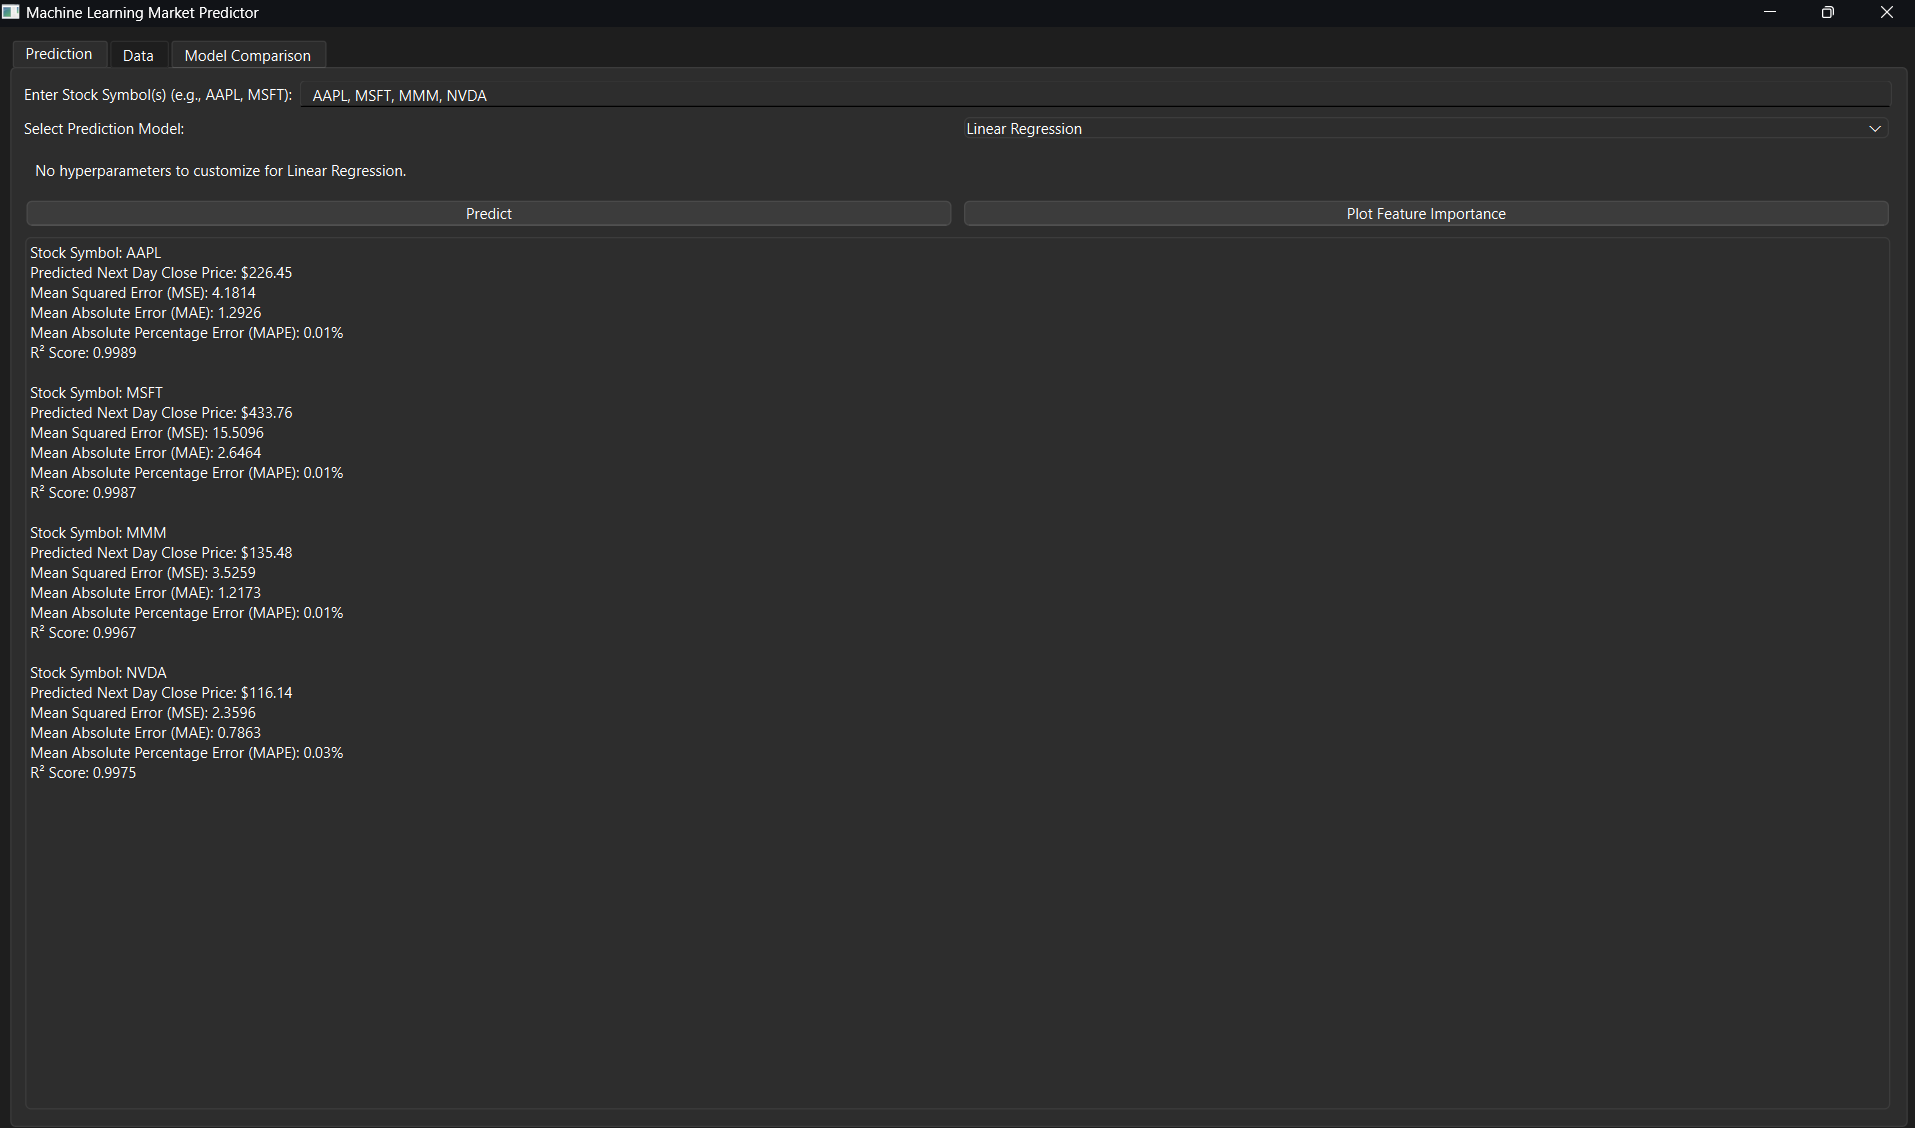 Machine Learning Market Predictor
Prediction
Data
Model Comparison
Enter Stock Symbol(s) (e.g., AAPL, MSFT):
AAPL, MSFT, MMM, NVDA
Select Prediction Model:
Linear Regression
No hyperparameters to customize for Linear Regression.
Predict
Plot Feature Importance
Stock Symbol: AAPL
Predicted Next Day Close Price: $226.45
Mean Squared Error (MSE): 4.1814
Mean Absolute Error (MAE): 1.2926
Mean Absolute Percentage Error (MAPE): 0.01%
R² Score: 0.9989
Stock Symbol: MSFT
Predicted Next Day Close Price: $433.76
Mean Squared Error (MSE): 15.5096
Mean Absolute Error (MAE): 2.6464
Mean Absolute Percentage Error (MAPE): 0.01%
R² Score: 0.9987
Stock Symbol: MMM
Predicted Next Day Close Price: $135.48
Mean Squared Error (MSE): 3.5259
Mean Absolute Error (MAE): 1.2173
Mean Absolute Percentage Error (MAPE): 0.01%
R² Score: 0.9967
Stock Symbol: NVDA
Predicted Next Day Close Price: $116.14
Mean Squared Error (MSE): 2.3596
Mean Absolute Error (MAE): 0.7863
Mean Absolute Percentage Error (MAPE): 0.03%
R² Score: 0.9975